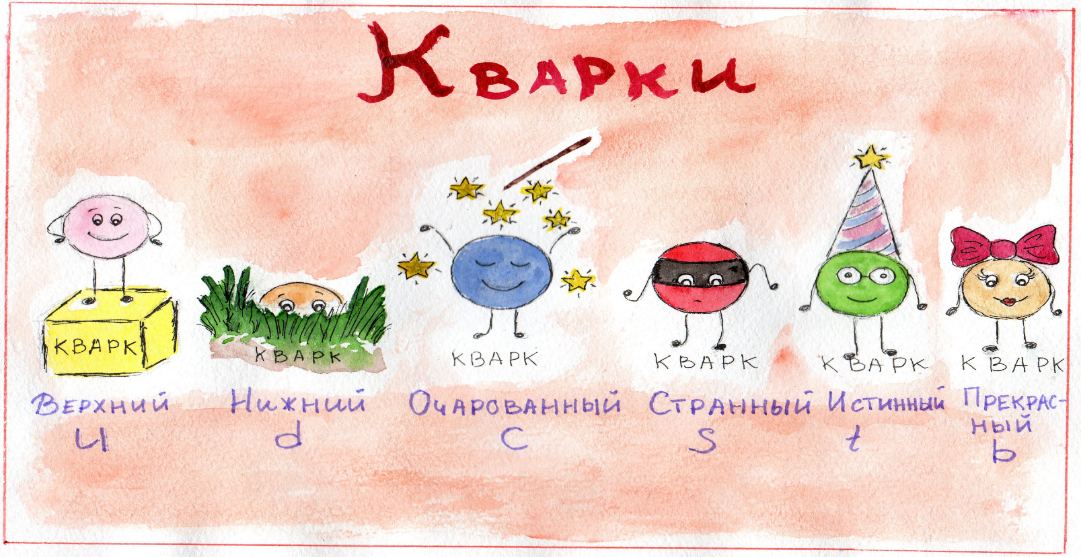 Кварки
КВАРК
КВАРК
КВАРК
КВАРК
КВАРК
КВАРК
Верхний
Нижний
Очарованный
Странный
Истинный
Прекрас-
ный
u
d
c
s
t
b